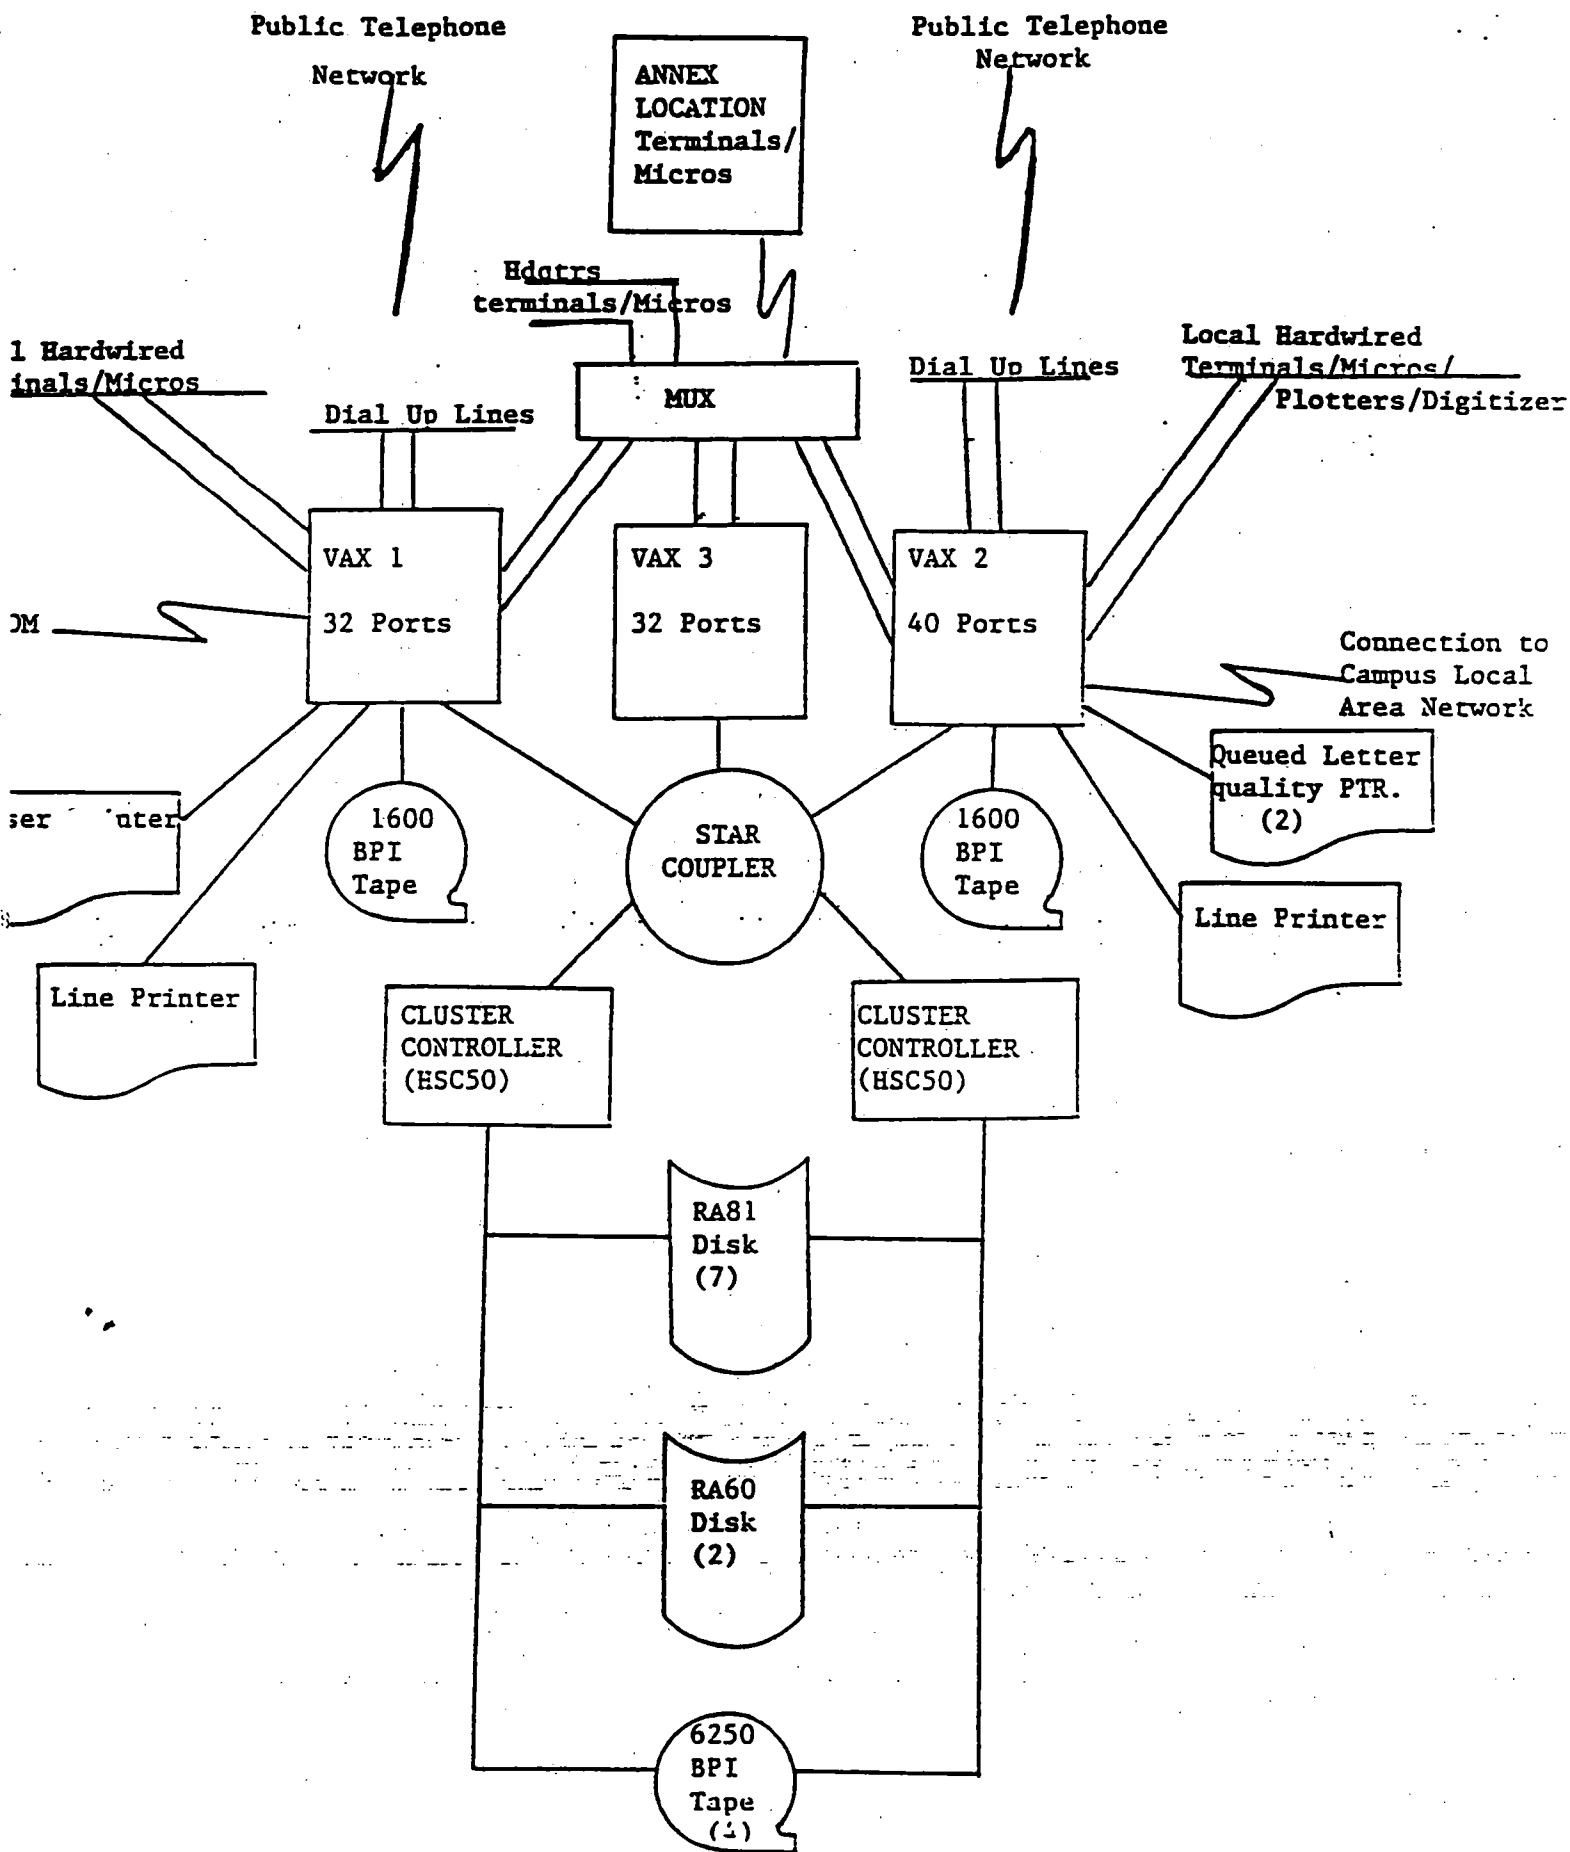 Public Telephone
Network
Public Telephone
Network
ANNEX
LOCATION
Terminals/
Micros
Hdqtrs
terminals/Micros
1 Hardwired
inals/Micros
Dial Up Lines
MUX
Dial Up Lines
Local Hardwired
Terminals/Micros/
Plotters/Digitizer
VAX 1
32 Ports
VAX 3
32 Ports
VAX 2
40 Ports
OM
Connection to
Campus Local
Area Network
Queued Letter
quality PTR.
(2)
ser nter
1600
BPI
Tape
STAR
COUPLER
1600
BPI
Tape
Line Printer
Line Printer
CLUSTER
CONTROLLER
(HSC50)
CLUSTER
CONTROLLER
(HSC50)
RA81
Disk
(7)
RA60
Disk
(2)
6250
BPI
Tape